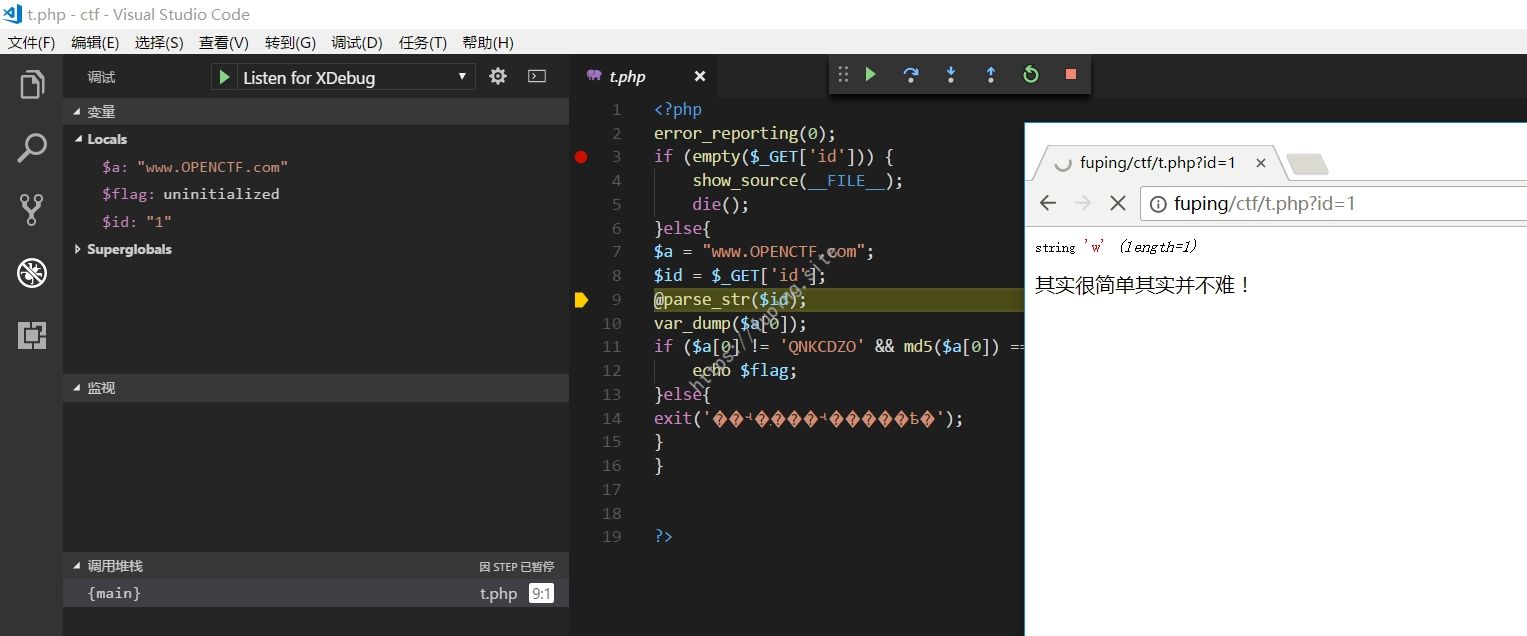 t.php - ctf - Visual Studio Code
文件(F) 编辑(E) 选择(S) 查看(V) 转到(G) 调试(D) 任务(T) 帮助(H)
调试
Listen for XDebug
变量
Locals
$a: "www.OPENCTF.com"
$flag: uninitialized
$id: "1"
Superglobals
监视
调用堆栈 因 STEP 已暂停
{main} t.php 9:1
t.php
1 <?php
2 error_reporting(0);
3 if (empty($_GET['id'])) {
4 show_source(__FILE__);
5 die();
6 }else{
7 $a = "www.OPENCTF.com";
8 $id = $_GET['id'];
9 @parse_str($id);
10 var_dump($a[0]);
11 if ($a[0] != 'QNKCDZO' && md5($a[0]) ==
12 echo $flag;
13 }else{
14 exit('
');
15 }
16 }
17
18
19 ?>
https://fuping.site
fuping/ctf/t.php?id=1
fuping/ctf/t.php?id=1
string 'w' (length=1)
其实很简单其实并不难！